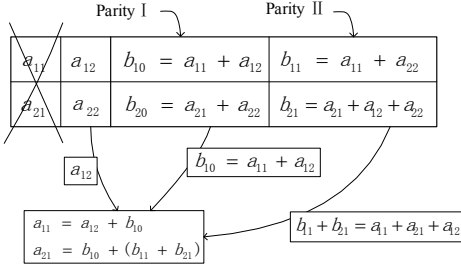 Parity Ⅰ Parity Ⅱ
a₁₁ a₁₂ b₁₀ = a₁₁ + a₁₂ b₁₁ = a₁₁ + a₂₂
a₂₁ a₂₂ b₂₀ = a₂₁ + a₂₂ b₂₁ = a₂₁ + a₁₂ + a₂₂
a₁₂ b₁₀ = a₁₁ + a₁₂
a₁₁ = a₁₂ + b₁₀
a₂₁ = b₁₀ + (b₁₁ + b₂₁)
b₁₁ + b₂₁ = a₁₁ + a₂₁ + a₁₂